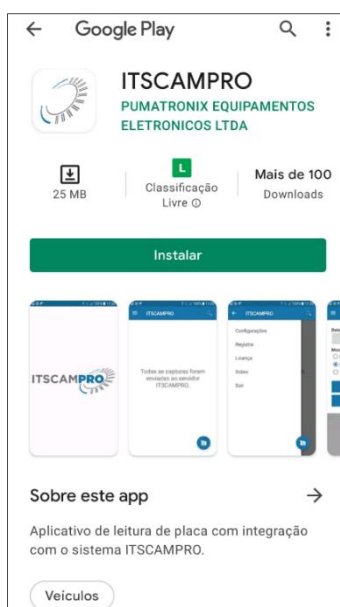 Google Play
ITSCAMPRO
PUMATRONIX EQUIPAMENTOS
ELETRONICOS LTDA
25 MB
L
Classificação
Livre
Mais de 100
Downloads
Instalar
ITSCAMPRO
ITSCAMPRO
Todas as capturas foram
enviadas ao servidor
ITSCAMPRO.
ITSCAMPRO
Configurações
Registro
Licença
Sobre
Sair
Sobre este app
Aplicativo de leitura de placa com integração
com o sistema ITSCAMPRO.
Veículos